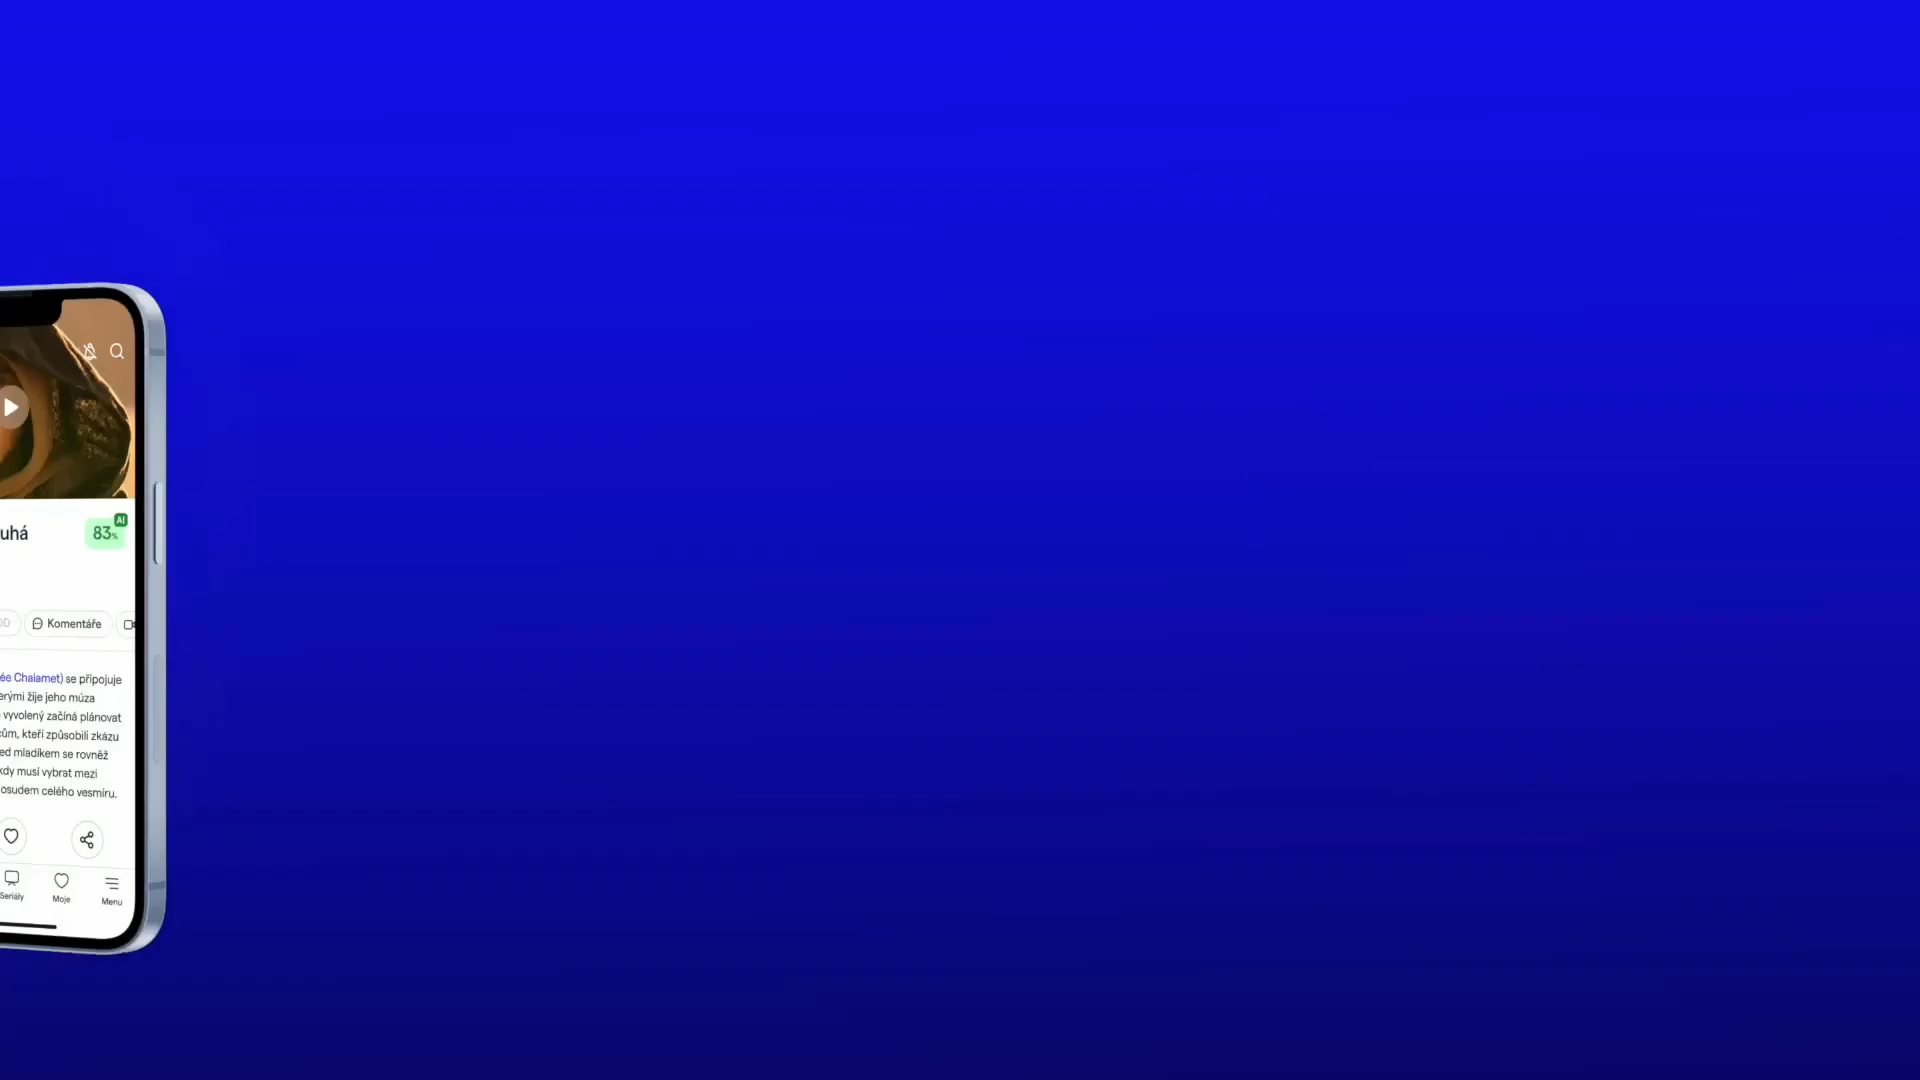 uhá
83%
AI
Komentáře
ée Chalamet) se připojuje
erými žije jeho múza
vyvolený začíná plánovat
cům, kteří způsobili zkázu
ed mladíkem se rovněž
kdy musí vybrat mezi
osudem celého vesmíru.
Seriály
Moje
Menu